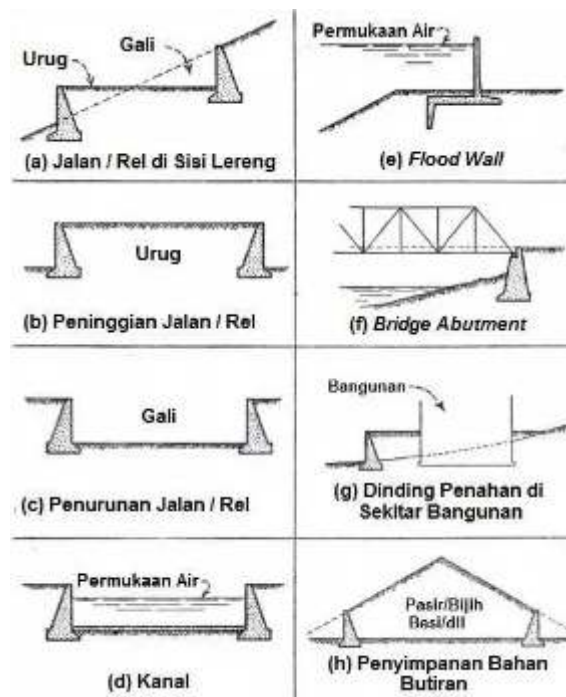 Gali
Urug
(a) Jalan / Rel di Sisi Lereng
Urug
(b) Peninggian Jalan / Rel
Gali
(c) Penurunan Jalan / Rel
Permukaan Air
(d) Kanal
Permukaan Air
(e) Flood Wall
(f) Bridge Abutment
Bangunan
(g) Dinding Penahan di
Sekitar Bangunan
Pasir/Bijih
Besi/dll
(h) Penyimpanan Bahan
Butiran